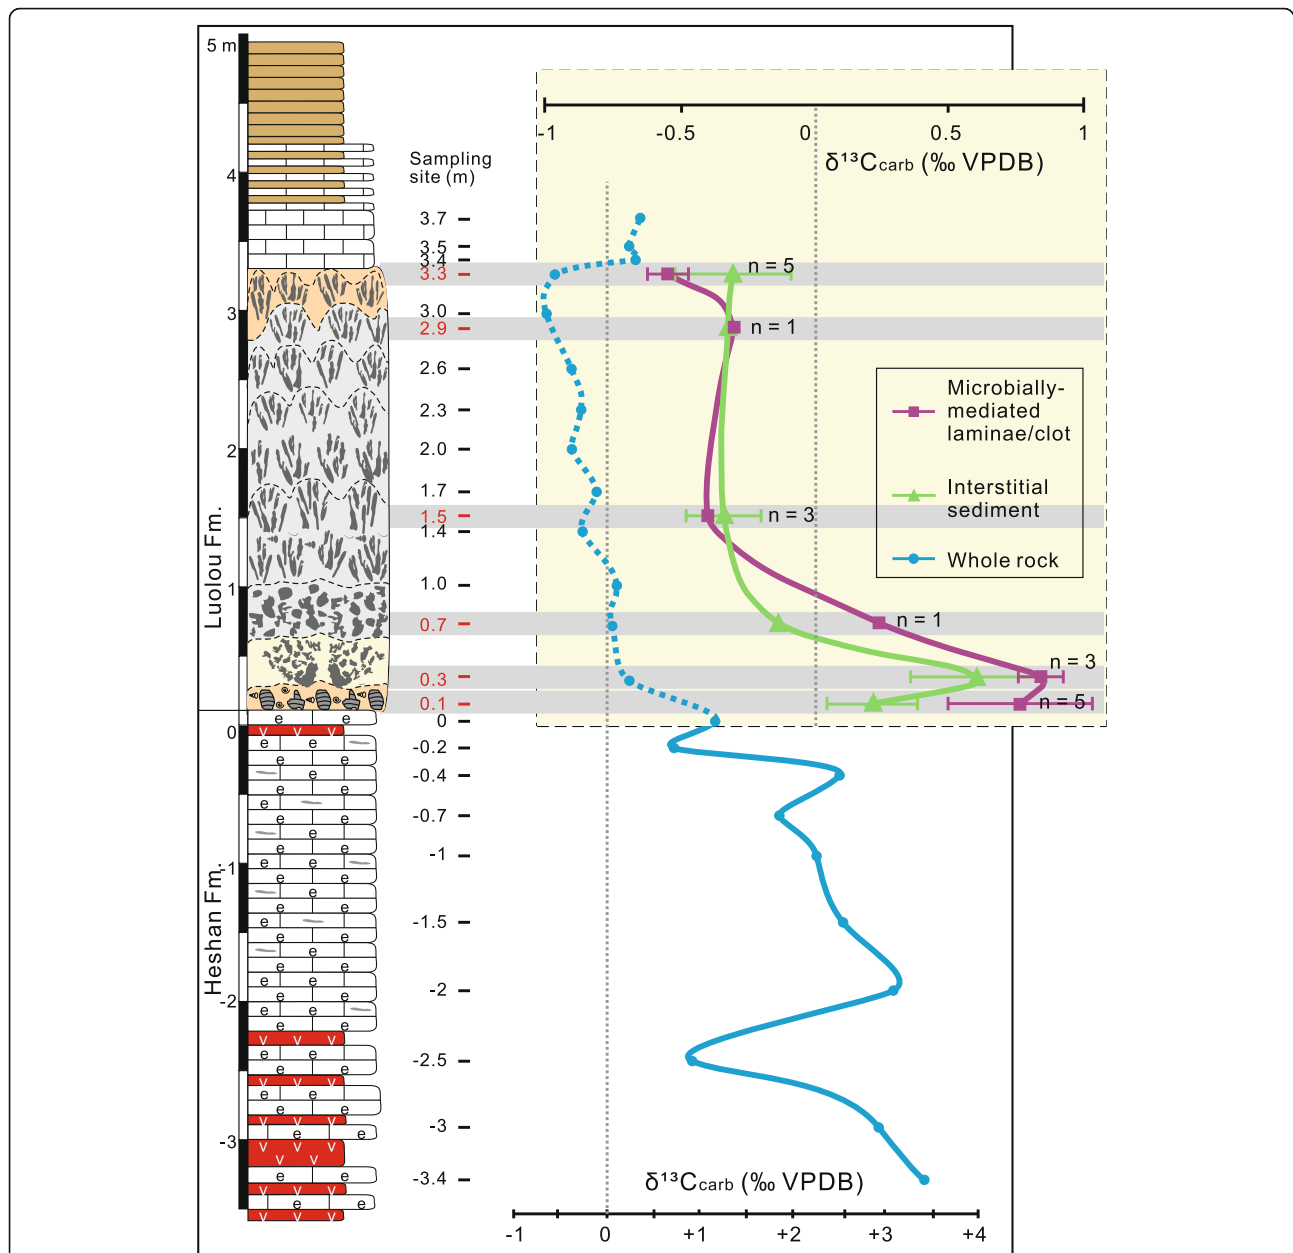 5 m
4
3
2
1
0
-1
-2
-3
Luolou Fm.
Heshan Fm.
Sampling
site (m)
3.7
3.5
3.4
3.3
3.0
2.9
2.6
2.3
2.0
1.7
1.5
1.4
1.0
0.7
0.3
0.1
0
-0.2
-0.4
-0.7
-1
-1.5
-2
-2.5
-3
-3.4
-1 -0.5 0 0.5 1
δ¹³Ccarb (‰ VPDB)
n = 5
n = 1
n = 3
n = 1
n = 3
n = 5
Microbially-
mediated
laminae/clot
Interstitial
sediment
Whole rock
δ¹³Ccarb (‰ VPDB)
-1 0 +1 +2 +3 +4